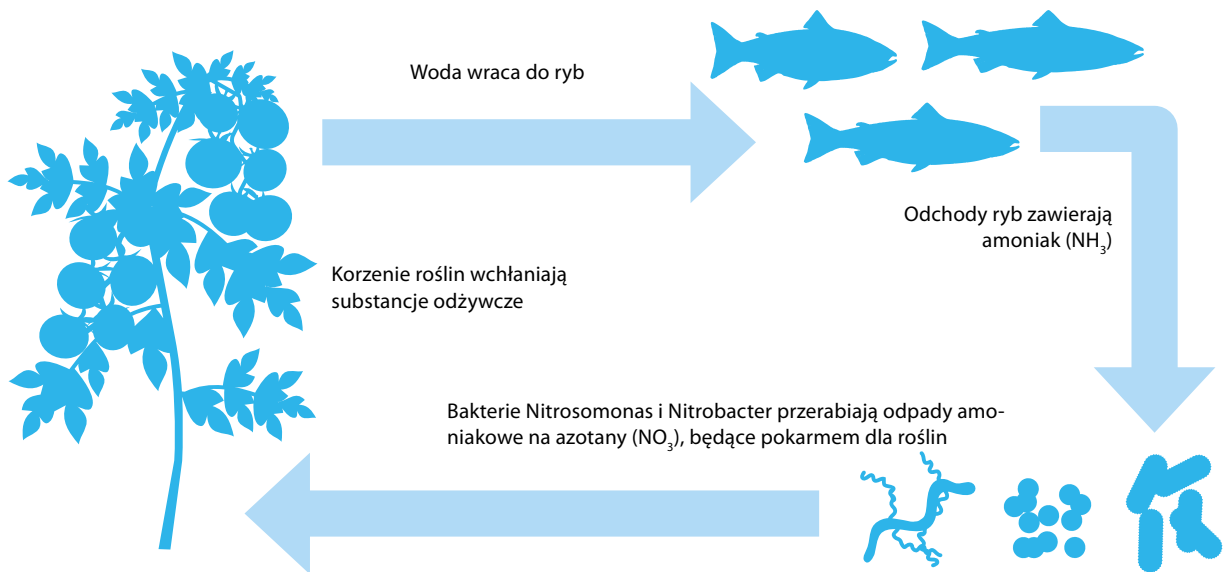 Woda wraca do ryb
Odchody ryb zawierają
amoniak (NH₃)
Korzenie roślin wchłaniają
substancje odżywcze
Bakterie Nitrosomonas i Nitrobacter przerabiają odpady amo-
niakowe na azotany (NO₃), będące pokarmem dla roślin